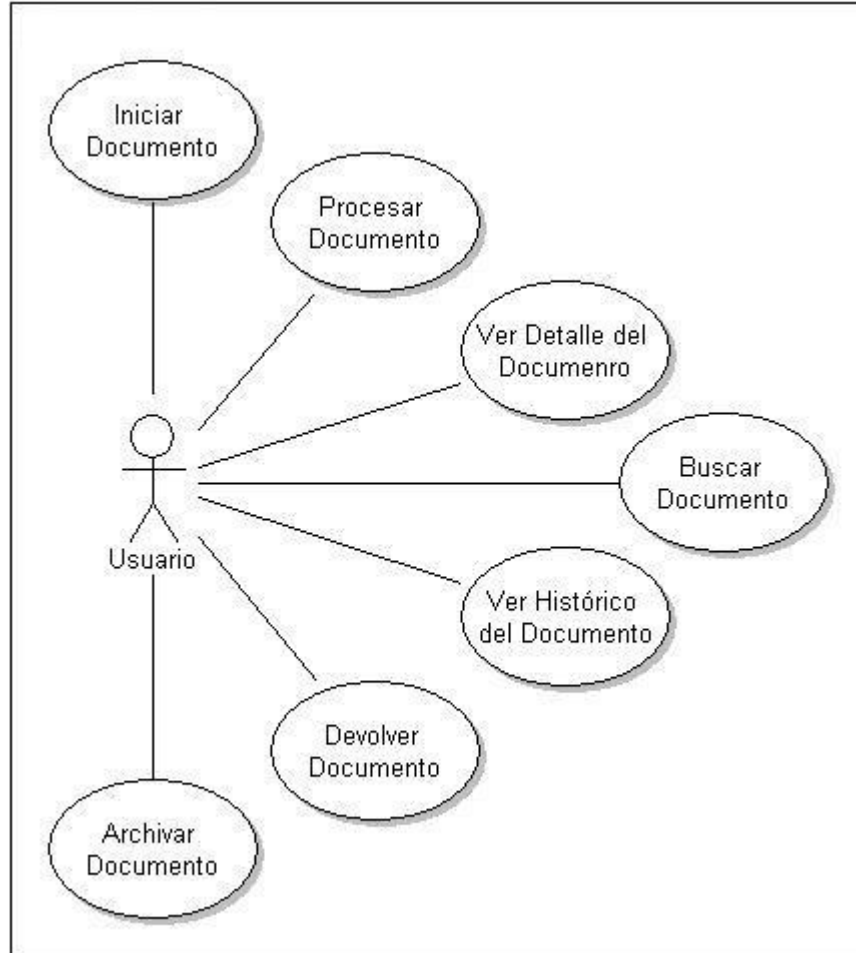 Iniciar
Documento
Procesar
Documento
Ver Detalle del
Documenro
Buscar
Documento
Usuario
Ver Histórico
del Documento
Devolver
Documento
Archivar
Documento